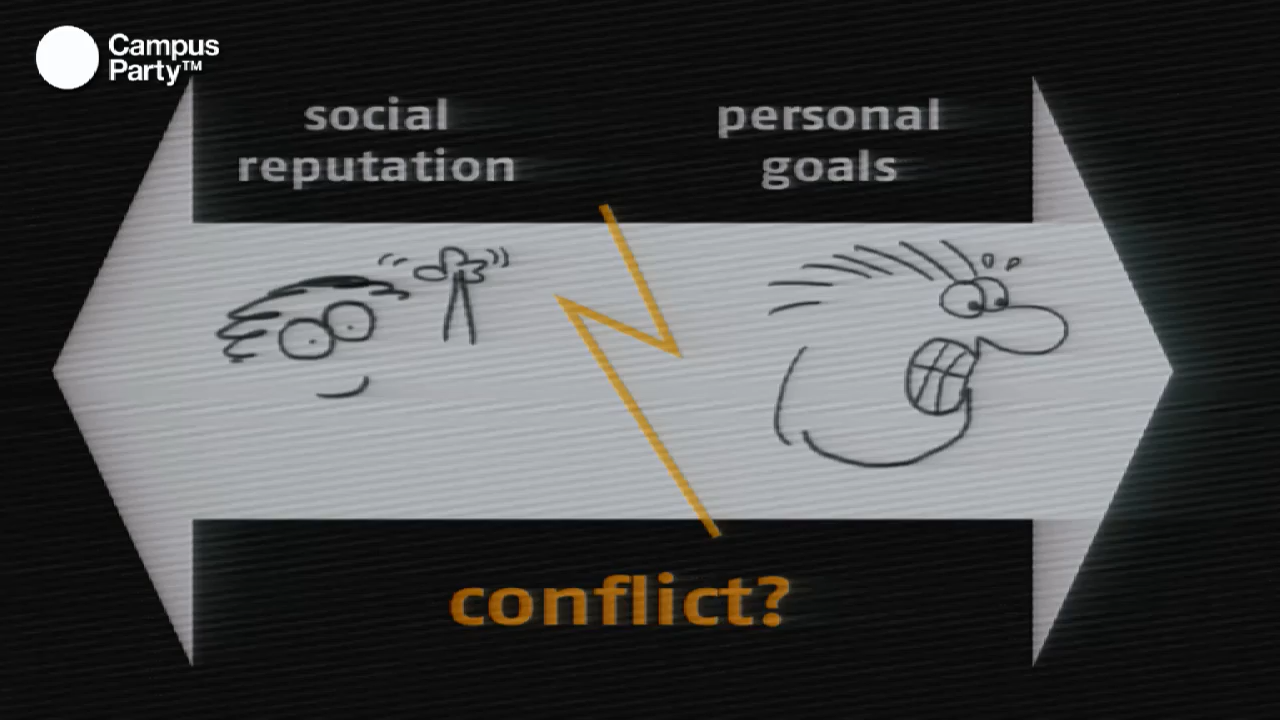 Campus
Party™
social
reputation
personal
goals
conflict?